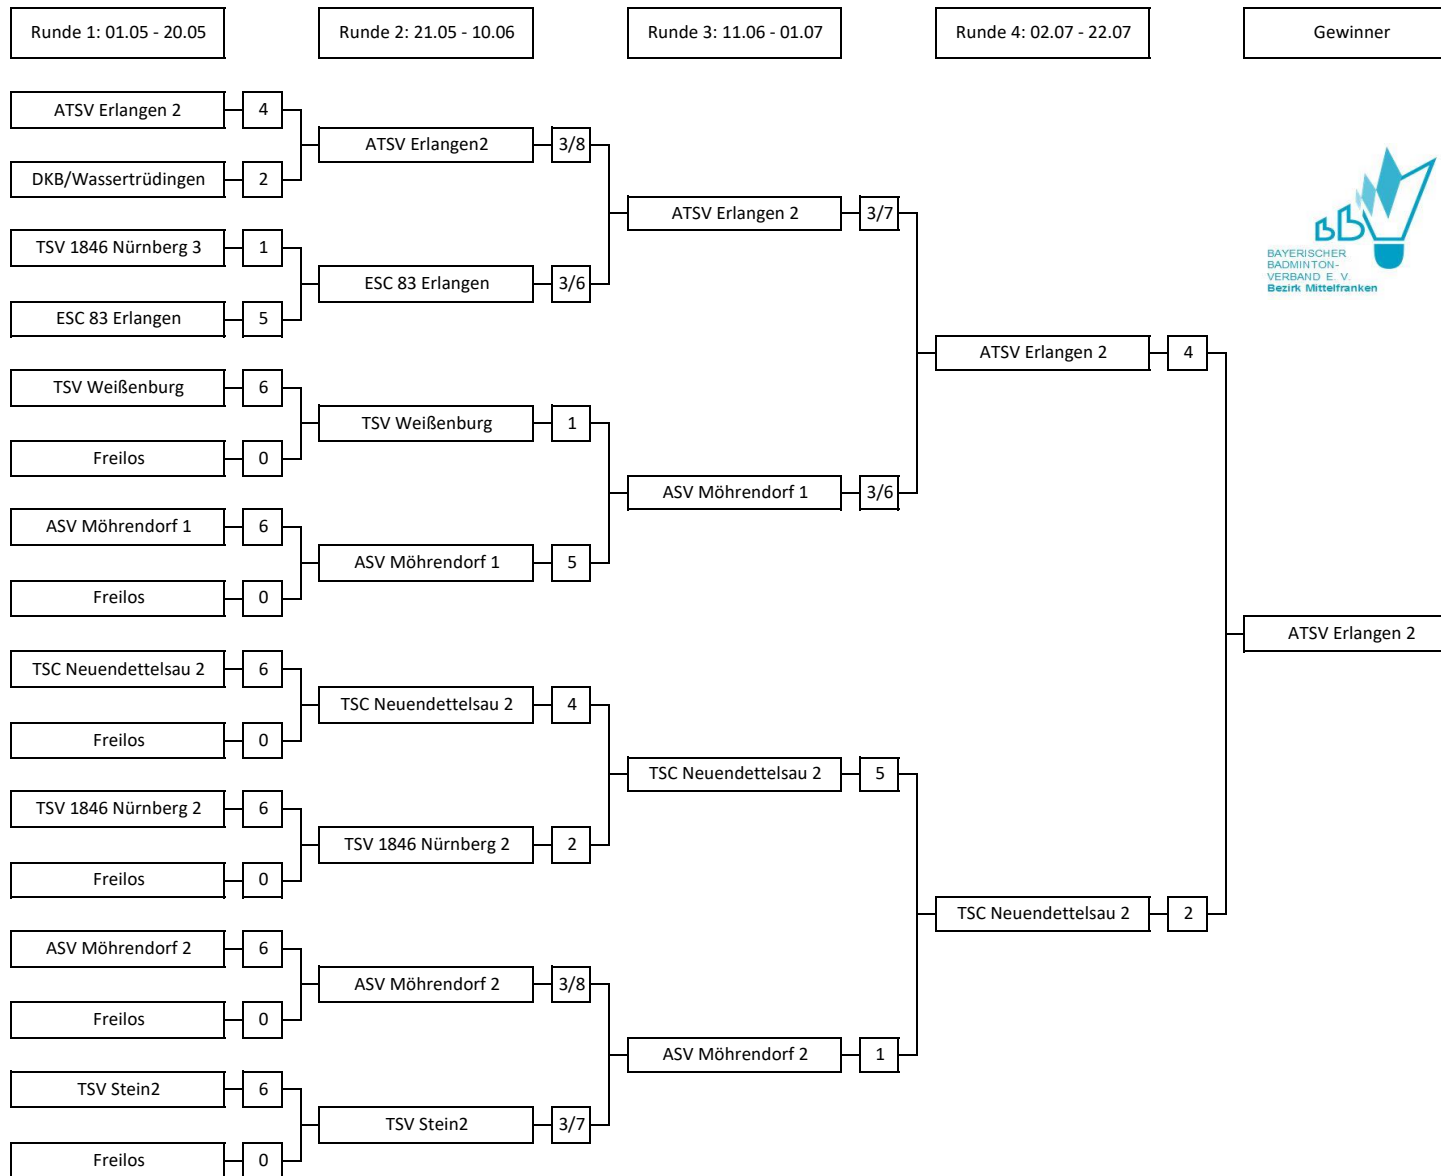 Runde 1: 01.05 - 20.05
Runde 2: 21.05 - 10.06
Runde 3: 11.06 - 01.07
Runde 4: 02.07 - 22.07
Gewinner
ATSV Erlangen 2 4
DKB/Wassertrüdingen 2
TSV 1846 Nürnberg 3 1
ESC 83 Erlangen 5
TSV Weißenburg 6
Freilos 0
ASV Möhrendorf 1 6
Freilos 0
TSC Neuendettelsau 2 6
Freilos 0
TSV 1846 Nürnberg 2 6
Freilos 0
ASV Möhrendorf 2 6
Freilos 0
TSV Stein2 6
Freilos 0
ATSV Erlangen2 3/8
ESC 83 Erlangen 3/6
TSV Weißenburg 1
ASV Möhrendorf 1 5
TSC Neuendettelsau 2 4
TSV 1846 Nürnberg 2 2
ASV Möhrendorf 2 3/8
TSV Stein2 3/7
ATSV Erlangen 2 3/7
ASV Möhrendorf 1 3/6
TSC Neuendettelsau 2 5
ASV Möhrendorf 2 1
ATSV Erlangen 2 4
TSC Neuendettelsau 2 2
ATSV Erlangen 2
BBV
BAYERISCHER
BADMINTON-
VERBAND E. V.
Bezirk Mittelfranken